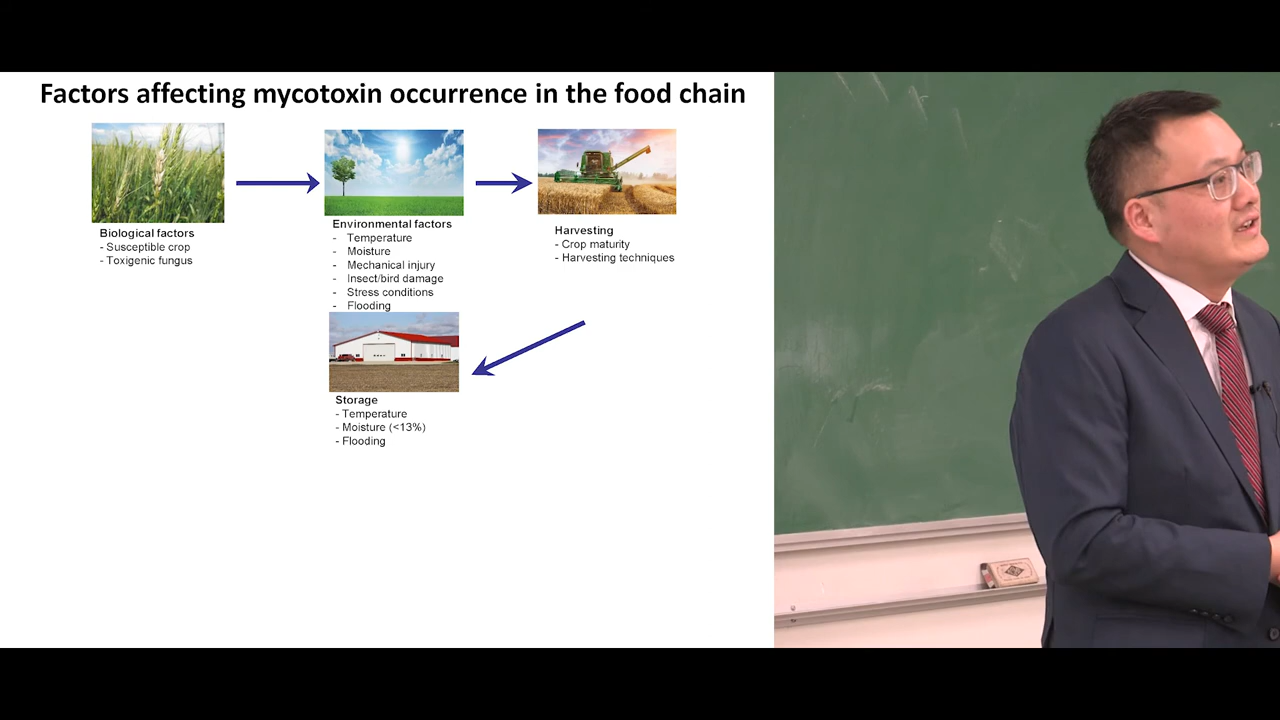 Factors affecting mycotoxin occurrence in the food chain
Biological factors
- Susceptible crop
- Toxigenic fungus
Environmental factors
- Temperature
- Moisture
- Mechanical injury
- Insect/bird damage
- Stress conditions
- Flooding
Harvesting
- Crop maturity
- Harvesting techniques
Storage
- Temperature
- Moisture (<13%)
- Flooding